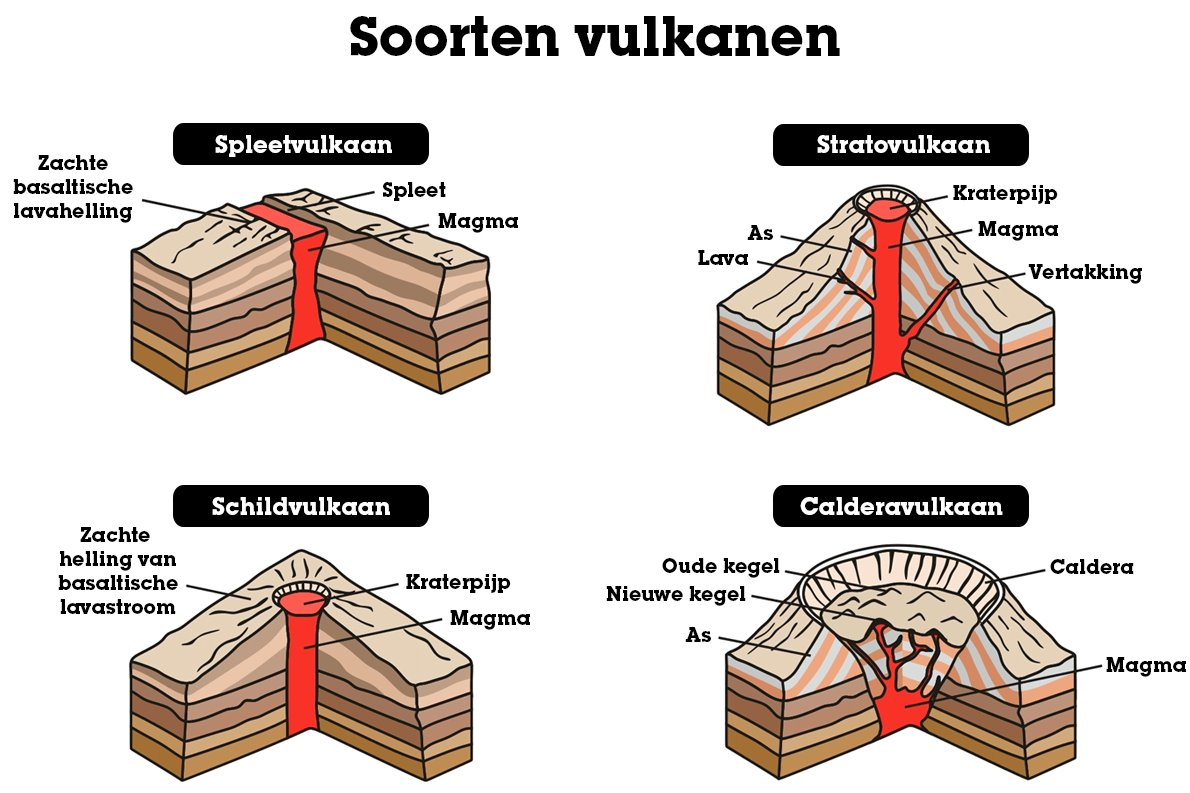 Soorten vulkanen
Spleetvulkaan
Zachte
basaltische
lavahelling
Spleet
Magma
Stratovulkaan
Kraterpijp
Magma
As
Lava
Vertakking
Schildvulkaan
Zachte
helling van
basaltische
lavastroom
Kraterpijp
Magma
Calderavulkaan
Oude kegel
Nieuwe kegel
As
Caldera
Magma